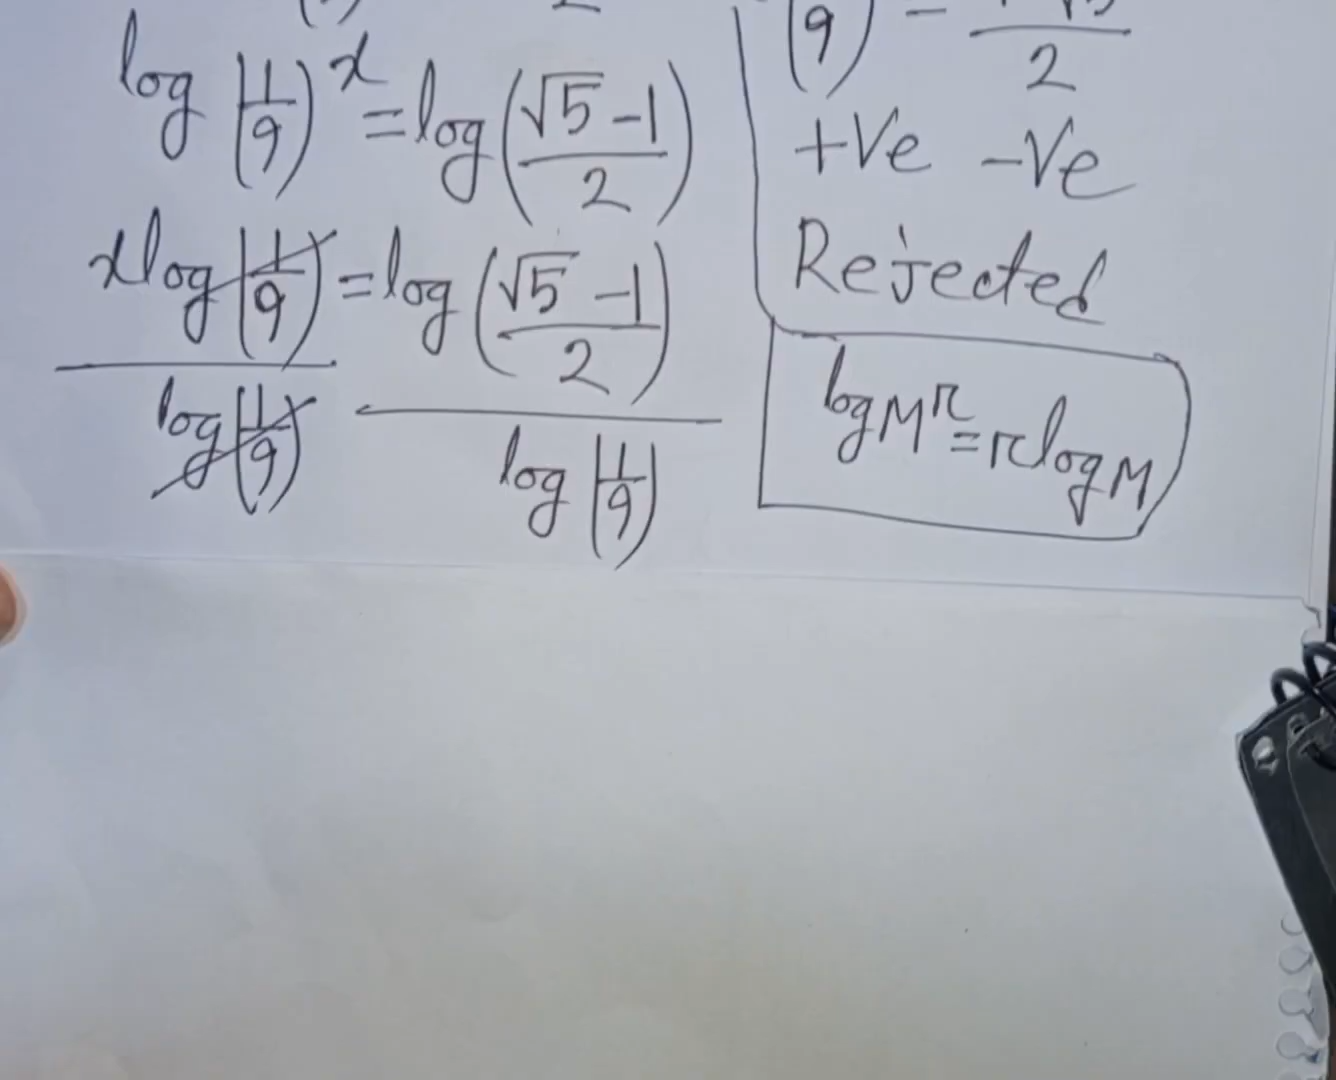 log (1/9)^x = log((√5 - 1)/2)
x log (1/9) = log((√5 - 1)/2)
log (1/9) log (1/9)
(9) = 2
+Ve -Ve
Rejected
log M^r = r log M